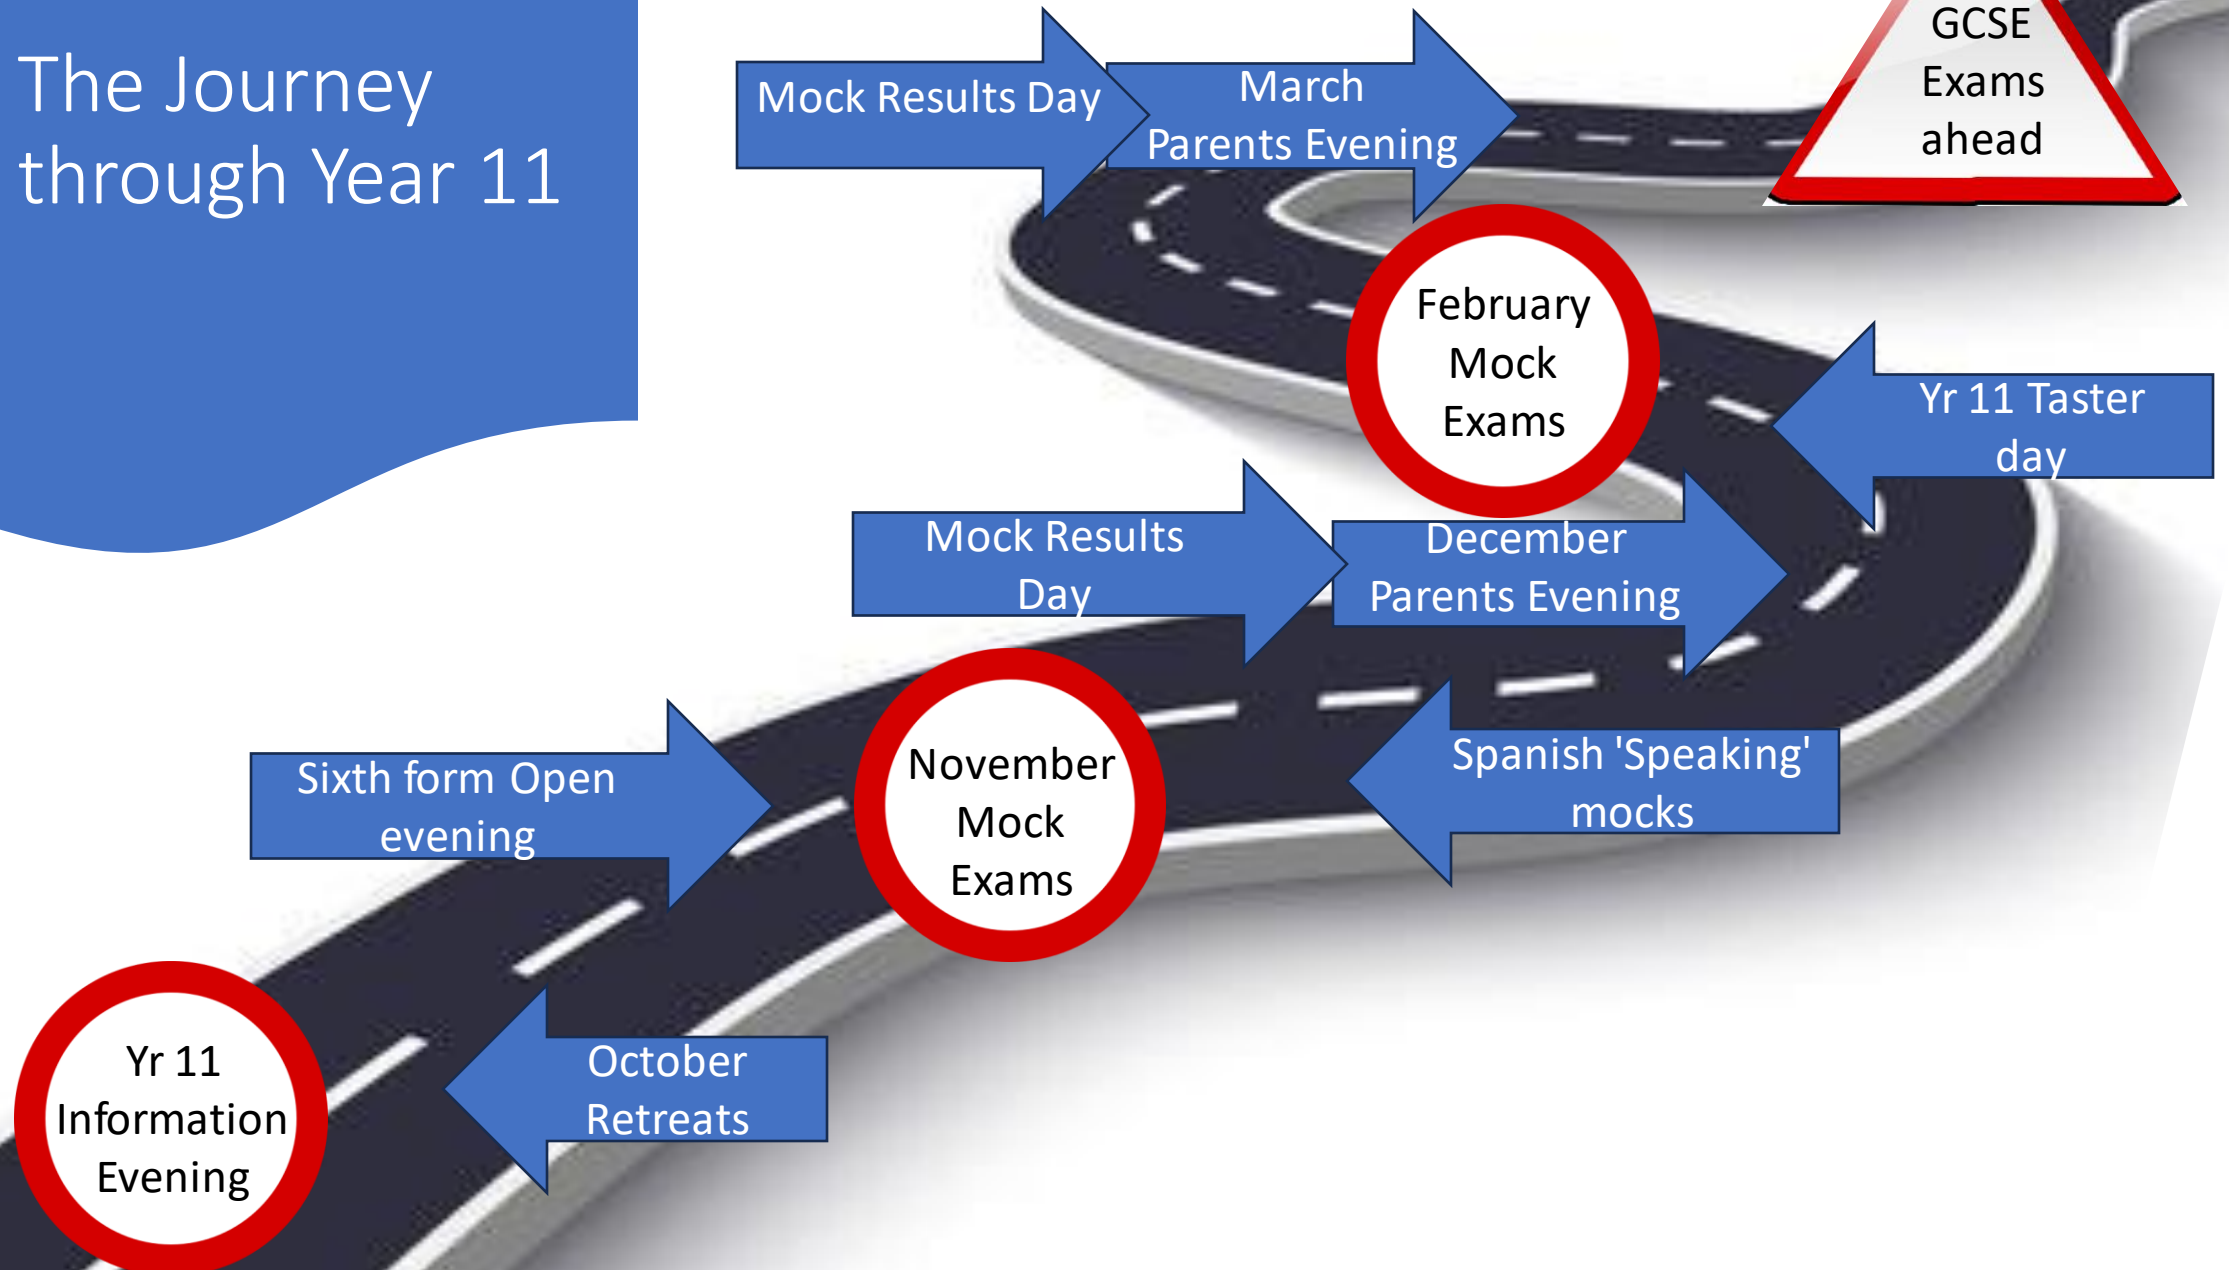 The Journey
through Year 11
Mock Results Day
March
Parents Evening
GCSE
Exams
ahead
February
Mock
Exams
Yr 11 Taster
day
Mock Results
Day
December
Parents Evening
Sixth form Open
evening
November
Mock
Exams
Spanish 'Speaking'
mocks
Yr 11
Information
Evening
October
Retreats